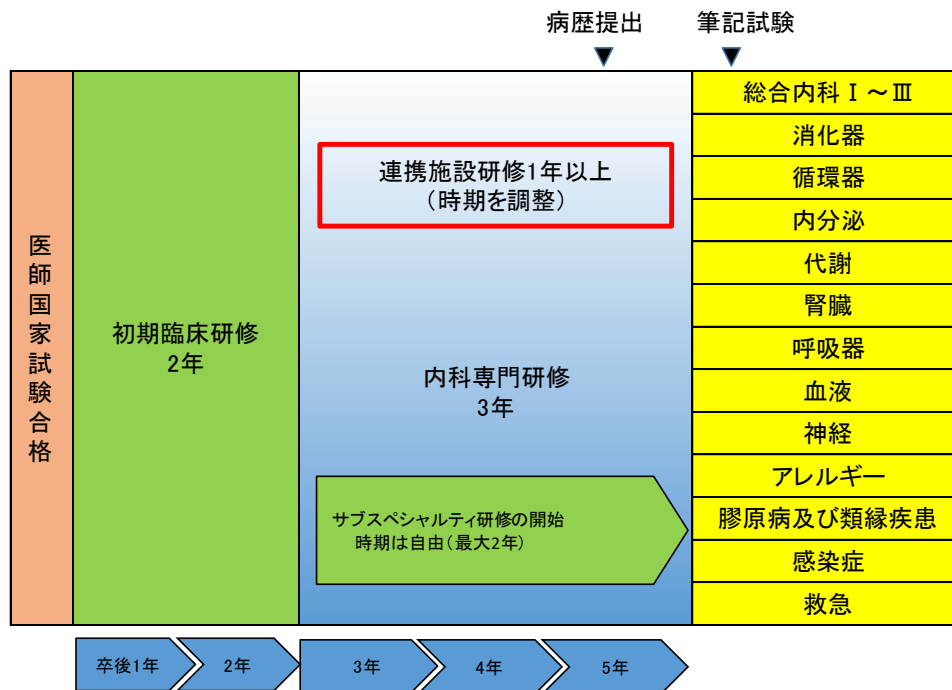 病歴提出
筆記試験
医師国家試験合格
初期臨床研修
2年
連携施設研修1年以上
（時期を調整）
内科専門研修
3年
サブスペシャルティ研修の開始
時期は自由（最大2年）
総合内科Ⅰ～Ⅲ
消化器
循環器
内分泌
代謝
腎臓
呼吸器
血液
神経
アレルギー
膠原病及び類縁疾患
感染症
救急
卒後1年
2年
3年
4年
5年